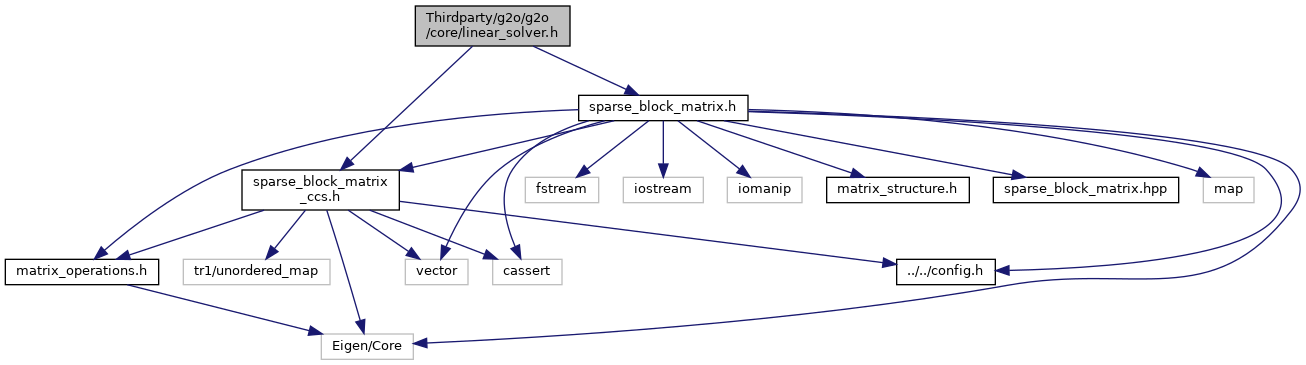 Thirdparty/g2o/g2o
/core/linear_solver.h
sparse_block_matrix.h
sparse_block_matrix
_ccs.h
fstream
iostream
iomanip
matrix_structure.h
sparse_block_matrix.hpp
map
matrix_operations.h
tr1/unordered_map
vector
cassert
../../config.h
Eigen/Core